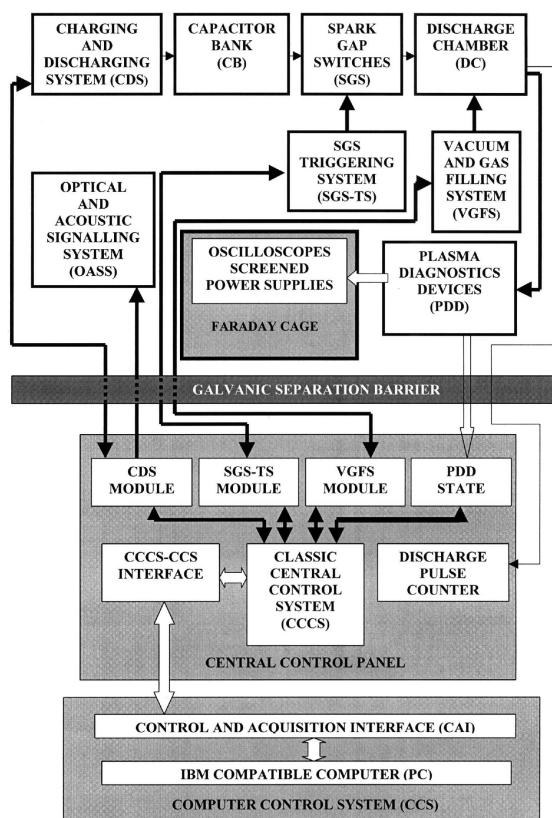 CHARGING
AND
DISCHARGING
SYSTEM (CDS)
CAPACITOR
BANK
(CB)
SPARK
GAP
SWITCHES
(SGS)
DISCHARGE
CHAMBER
(DC)
OPTICAL
AND
ACOUSTIC
SIGNALLING
SYSTEM
(OASS)
SGS
TRIGGERING
SYSTEM
(SGS-TS)
VACUUM
AND GAS
FILLING
SYSTEM
(VGFS)
OSCILLOSCOPES
SCREENED
POWER SUPPLIES
FARADAY CAGE
PLASMA
DIAGNOSTICS
DEVICES
(PDD)
GALVANIC SEPARATION BARRIER
CDS
MODULE
SGS-TS
MODULE
VGFS
MODULE
PDD
STATE
CCCS-CCS
INTERFACE
CLASSIC
CENTRAL
CONTROL
SYSTEM
(CCCS)
DISCHARGE
PULSE
COUNTER
CENTRAL CONTROL PANEL
CONTROL AND ACQUISITION INTERFACE (CAI)
IBM COMPATIBLE COMPUTER (PC)
COMPUTER CONTROL SYSTEM (CCS)